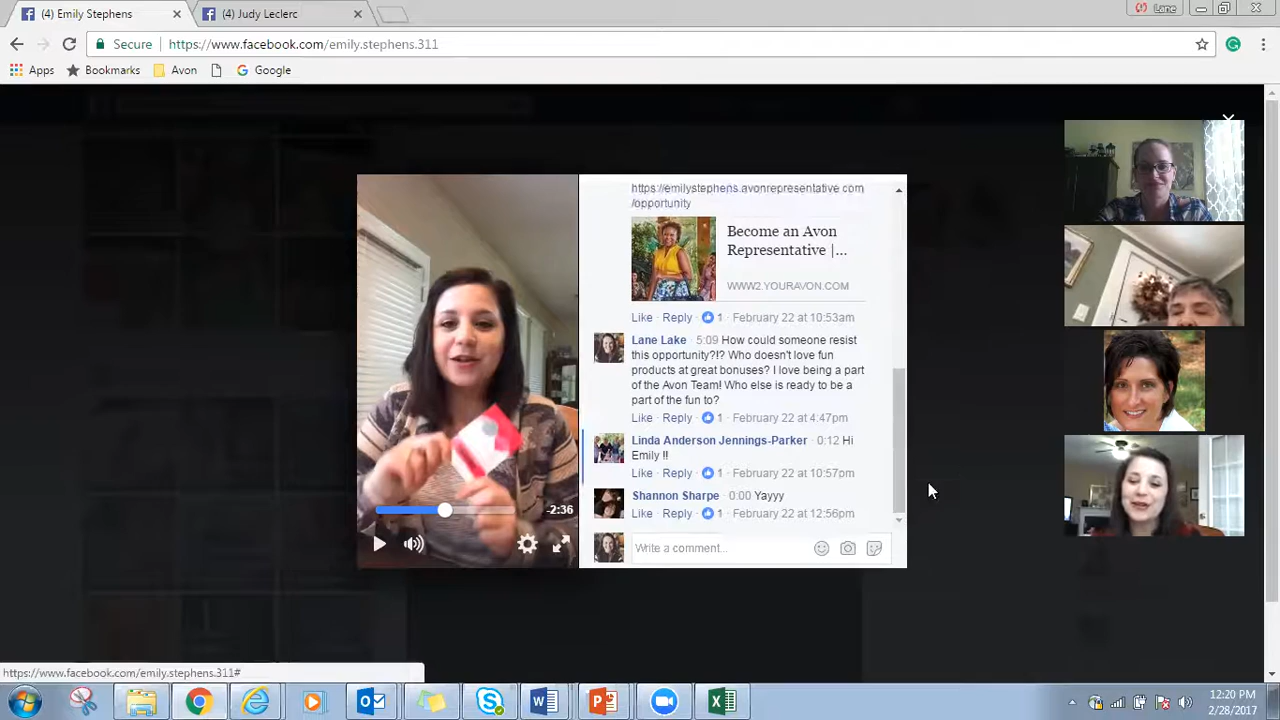 (4) Emily Stephens
(4) Judy Leclerc
Lane
Secure
https://www.facebook.com/emily.stephens.311
Apps
Bookmarks
Avon
Google
https://emilystephens.avonrepresentative.com
/opportunity
Become an Avon
Representative |...
WWW2.YOURAVON.COM
Like · Reply · 1 · February 22 at 10:53am
Lane Lake · 5:09 How could someone resist
this opportunity?!? Who doesn't love fun
products at great bonuses? I love being a part
of the Avon Team! Who else is ready to be a
part of the fun to?
Like · Reply · 1 · February 22 at 4:47pm
Linda Anderson Jennings-Parker · 0:12 Hi
Emily !!
Like · Reply · 1 · February 22 at 10:57pm
Shannon Sharpe · 0:00 Yayyy
Like · Reply · 1 · February 22 at 12:56pm
Write a comment...
-2:36
https://www.facebook.com/emily.stephens.311#
12:20 PM
2/28/2017